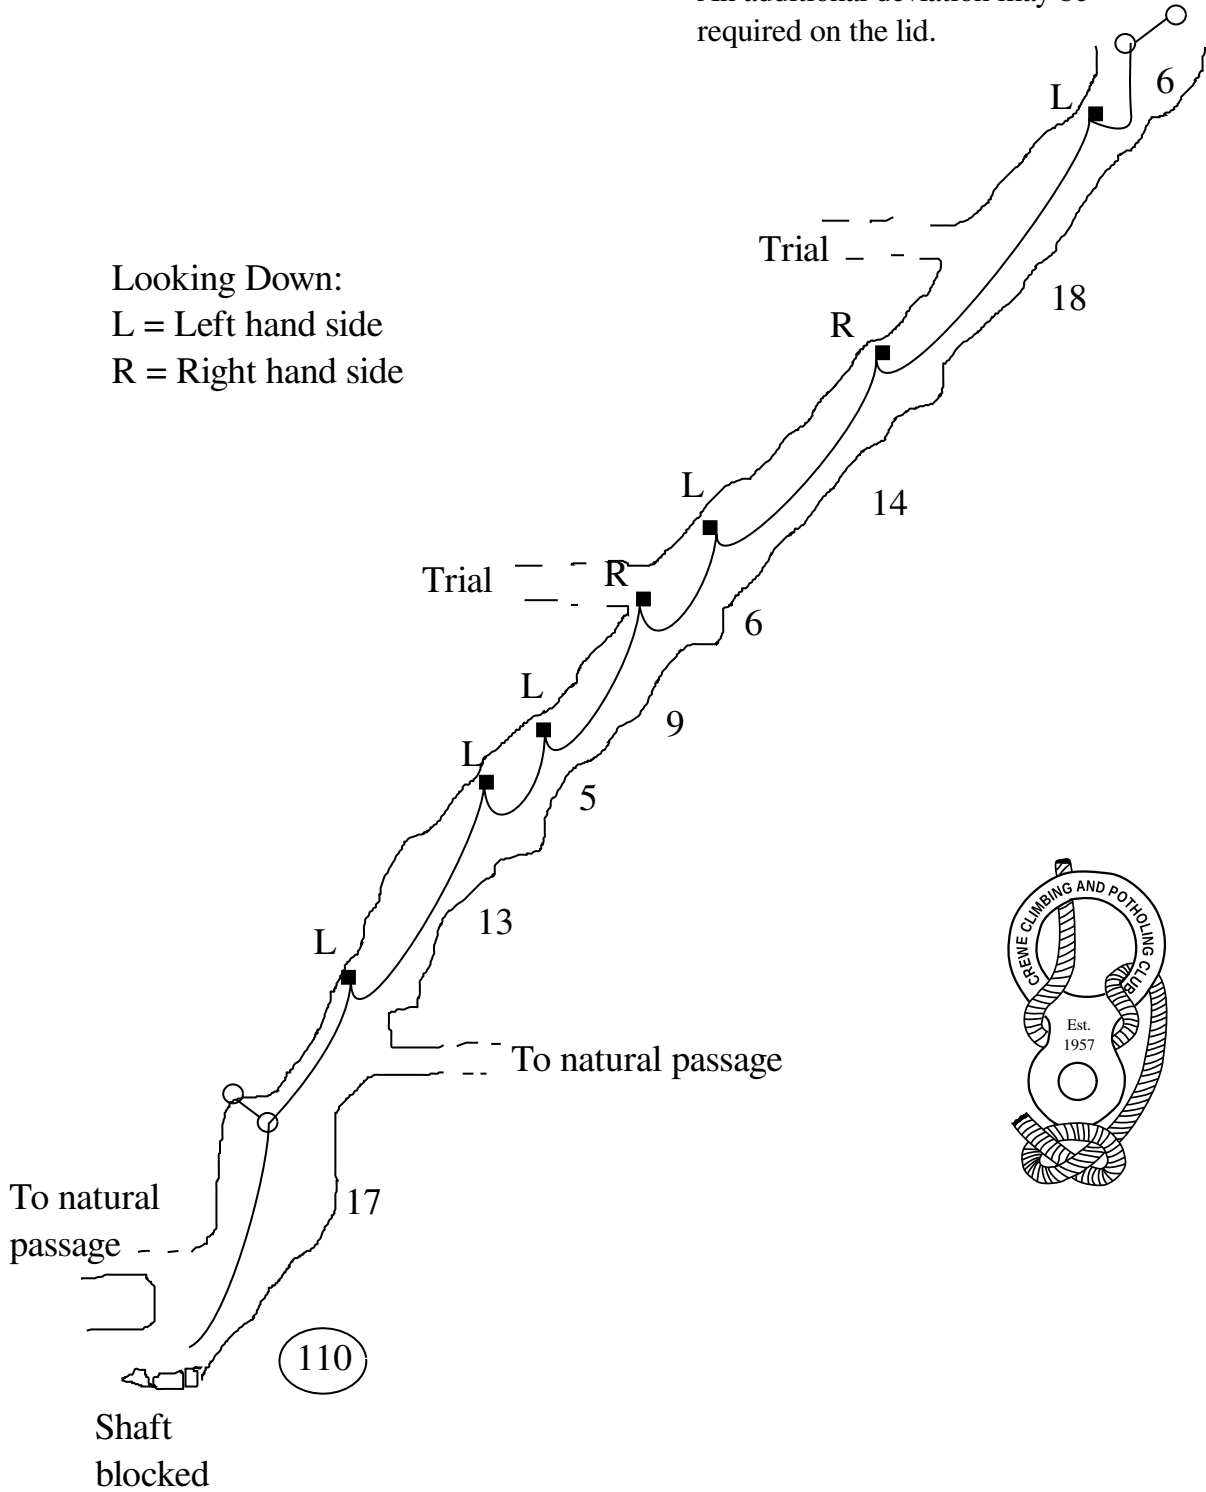 required on the lid.
6
L
Trial
Looking Down:
18
L = Left hand side
R
R = Right hand side
L
14
Trial
R
6
L
9
L
5
CREWE CLIMBING AND POTHOLING CLUB
13
L
Est.
1957
To natural passage
To natural
passage
17
110
Shaft
blocked